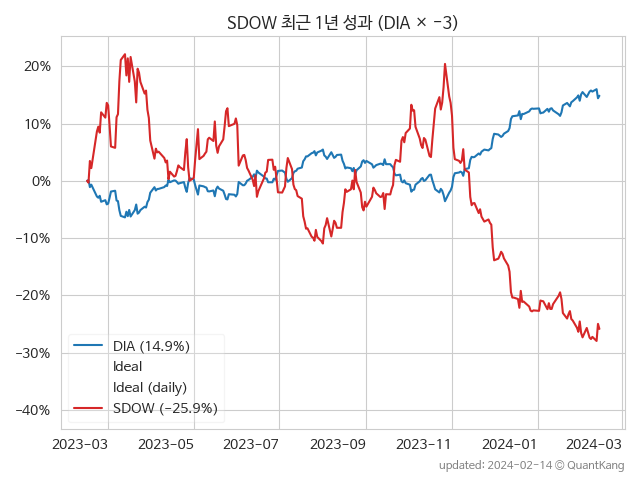 SDOW 최근 1년 성과 (DIA × −3)
20%
10%
0%
−10%
−20%
−30%
−40%
DIA (14.9%)
Ideal
Ideal (daily)
SDOW (−25.9%)
2023−03 2023−05 2023−07 2023−09 2023−11 2024−01 2024−03
updated: 2024-02-14 © QuantKang